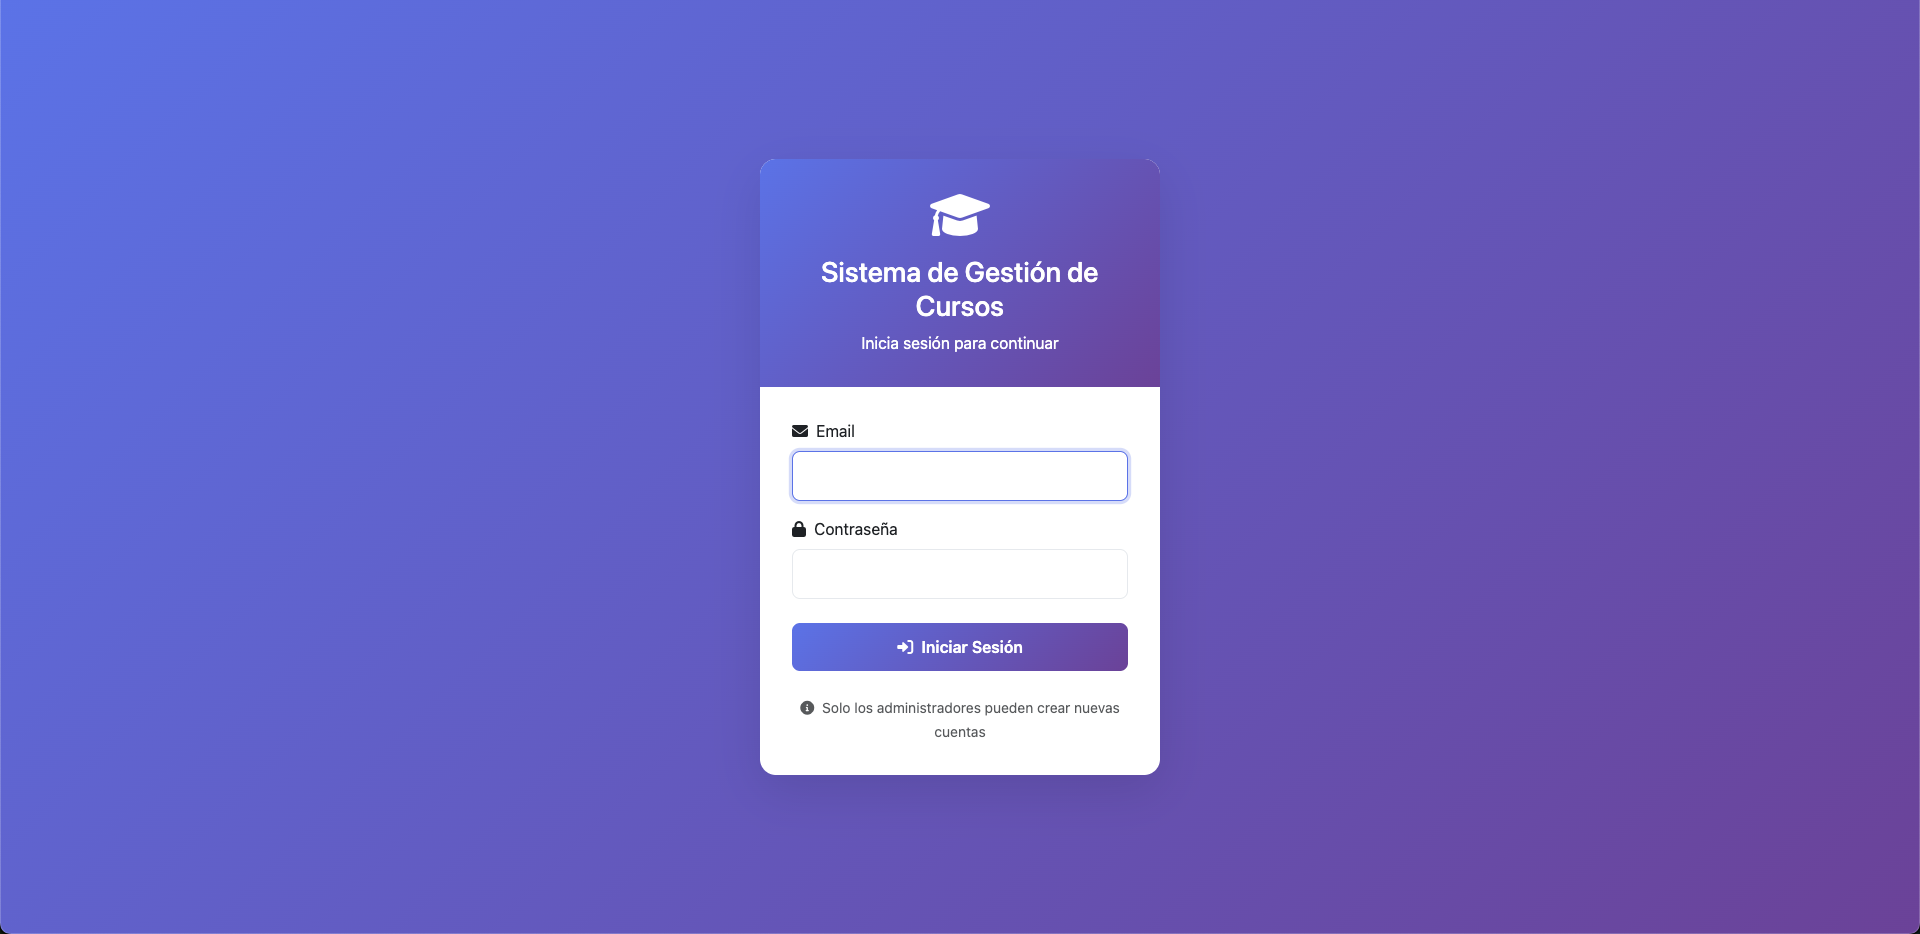 Sistema de Gestión de
Cursos
Inicia sesión para continuar
Email
Contraseña
Iniciar Sesión
Solo los administradores pueden crear nuevas
cuentas